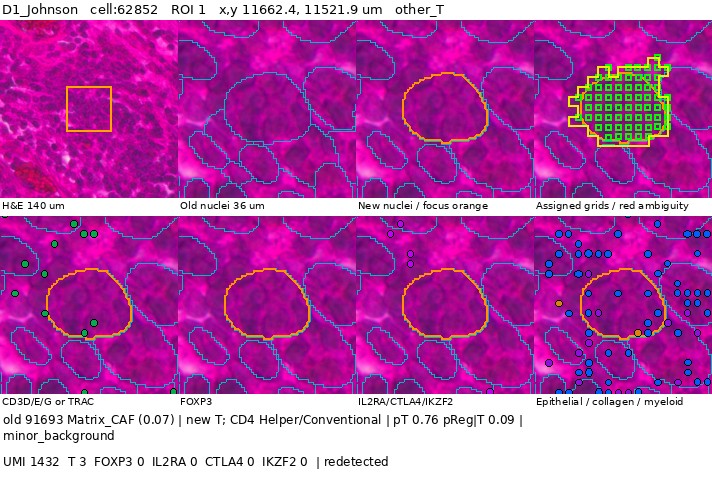 D1_Johnson cell:62852 ROI 1 x,y 11662.4, 11521.9 um other_T
H&E 140 um
Old nuclei 36 um
New nuclei / focus orange
Assigned grids / red ambiguity
CD3D/E/G or TRAC
FOXP3
IL2RA/CTLA4/IKZF2
Epithelial / collagen / myeloid
old 91693 Matrix_CAF (0.07) | new T; CD4 Helper/Conventional | pT 0.76 pReg|T 0.09 |
minor_background
UMI 1432 T 3 FOXP3 0 IL2RA 0 CTLA4 0 IKZF2 0 | redetected